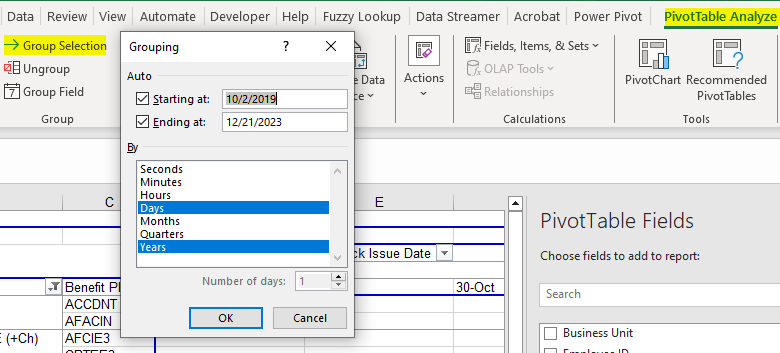 Data Review View Automate Developer Help Fuzzy Lookup Data Streamer Acrobat Power Pivot PivotTable Analyze
Group Selection
Ungroup
Group Field
Group
Grouping ? ×
Auto
Starting at: 10/2/2019
Ending at: 12/21/2023
By
Seconds
Minutes
Hours
Days
Months
Quarters
Years
Number of days: 1
OK Cancel
Data
Actions
Fields, Items, & Sets
OLAP Tools
Relationships
Calculations
PivotChart
Recommended
PivotTables
Tools
C E
ck Issue Date
Benefit Pl 30-Oct
ACCDNT
AFACIN
(+Ch) AFCIE3
PivotTable Fields
Choose fields to add to report:
Search
Business Unit